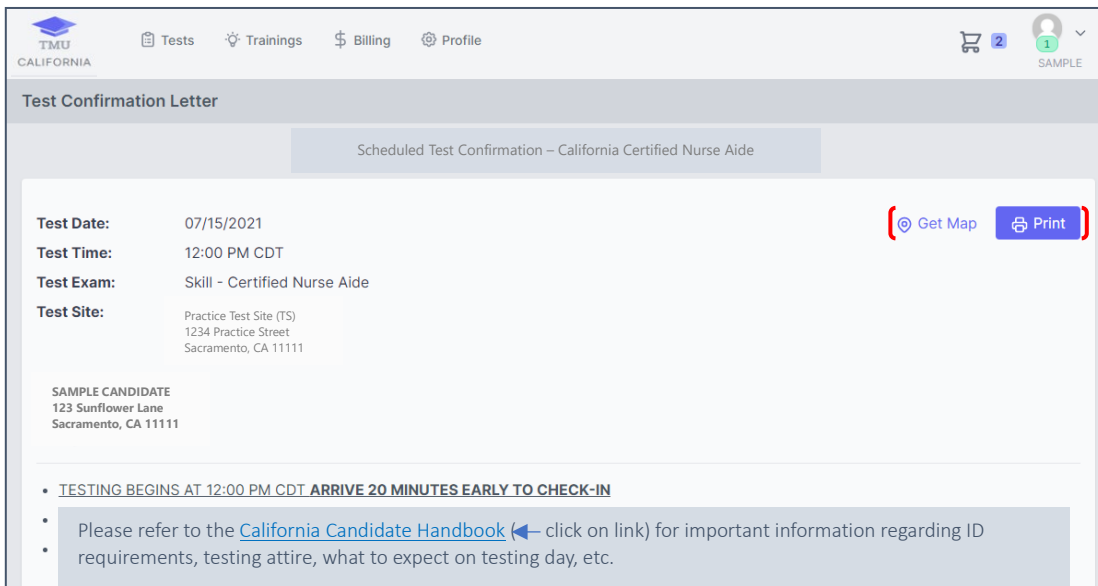 TMU
CALIFORNIA
Tests
Trainings
Billing
Profile
2
1
SAMPLE
Test Confirmation Letter
Scheduled Test Confirmation – California Certified Nurse Aide
Test Date: 07/15/2021
Get Map
Print
Test Time: 12:00 PM CDT
Test Exam: Skill - Certified Nurse Aide
Test Site: Practice Test Site (TS)
1234 Practice Street
Sacramento, CA 11111
SAMPLE CANDIDATE
123 Sunflower Lane
Sacramento, CA 11111
• TESTING BEGINS AT 12:00 PM CDT ARRIVE 20 MINUTES EARLY TO CHECK-IN
• Please refer to the California Candidate Handbook ( click on link) for important information regarding ID
• requirements, testing attire, what to expect on testing day, etc.